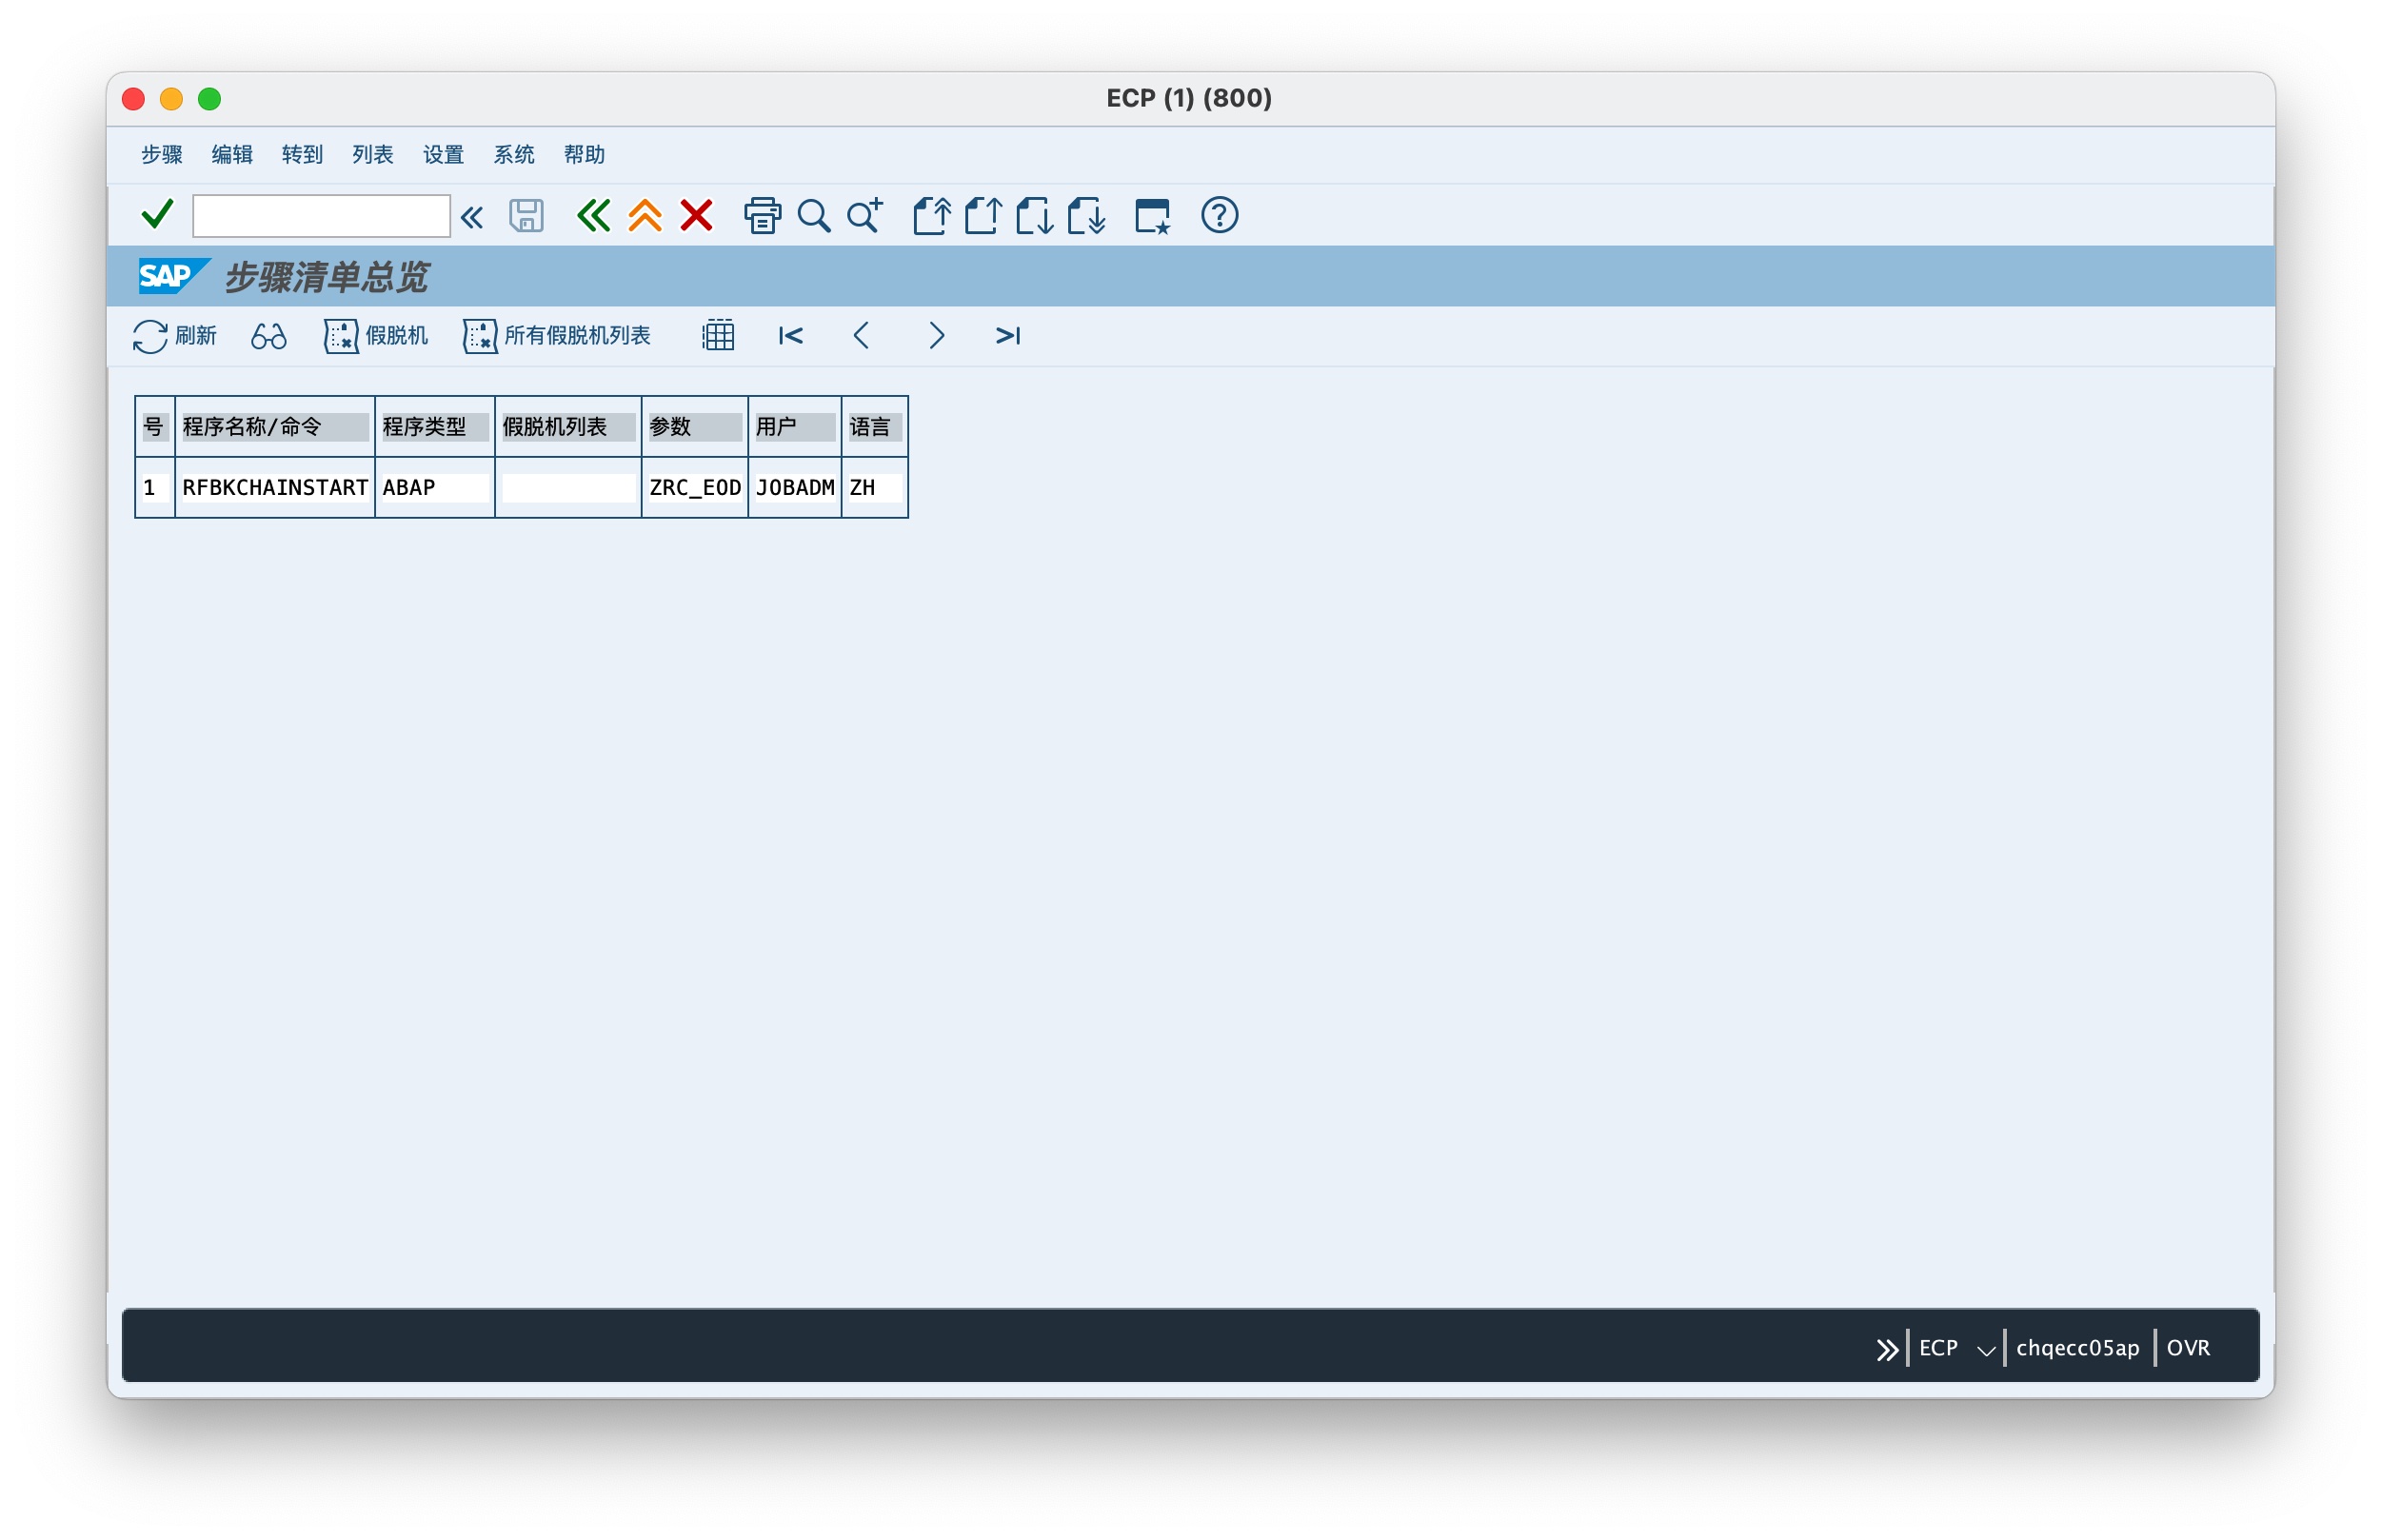 ECP (1) (800)
步骤 编辑 转到 列表 设置 系统 帮助
SAP 步骤清单总览
刷新 假脱机 所有假脱机列表
号 程序名称/命令 程序类型 假脱机列表 参数 用户 语言
1 RFBKCHAINSTART ABAP ZRC_EOD JOBADM ZH
ECP chqecc05ap OVR